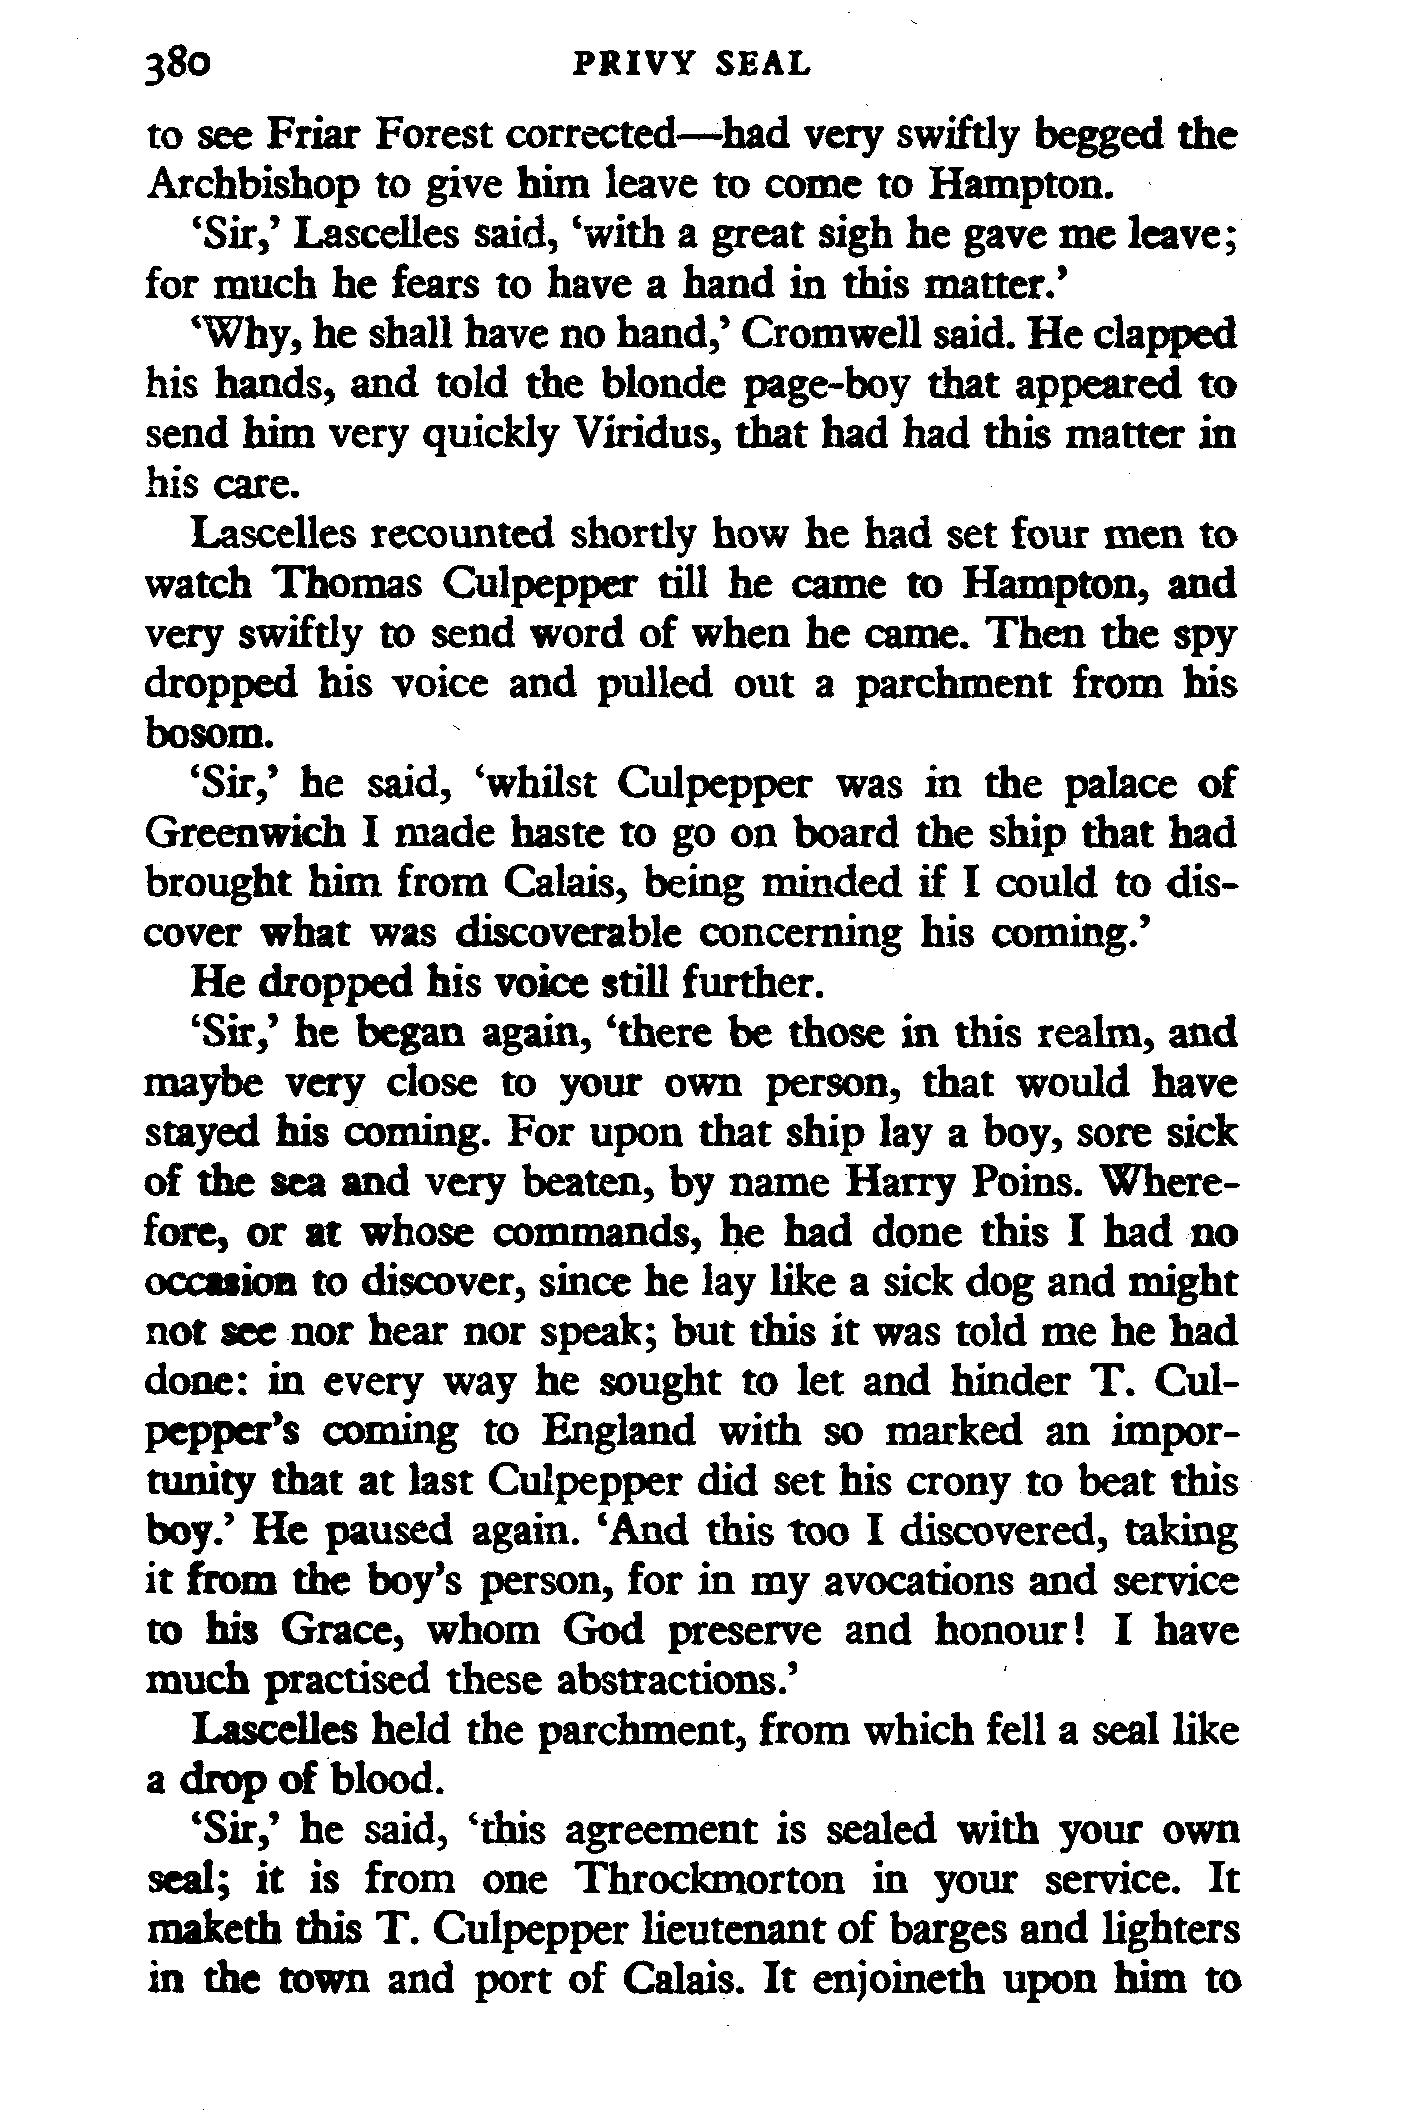 380 PRIVY SEAL
to see Friar Forest corrected—had very swiftly begged the
Archbishop to give him leave to come to Hampton.
‘Sir,’ Lascelles said, ‘with a great sigh he gave me leave;
for much he fears to have a hand in this matter.’
‘Why, he shall have no hand,’ Cromwell said. He clapped
his hands, and told the blonde page-boy that appeared to
send him very quickly Viridus, that had had this matter in
his care.
Lascelles recounted shortly how he had set four men to
watch Thomas Culpepper till he came to Hampton, and
very swiftly to send word of when he came. Then the spy
dropped his voice and pulled out a parchment from his
bosom.
‘Sir,’ he said, ‘whilst Culpepper was in the palace of
Greenwich I made haste to go on board the ship that had
brought him from Calais, being minded if I could to dis-
cover what was discoverable concerning his coming.’
He dropped his voice still further.
‘Sir,’ he began again, ‘there be those in this realm, and
maybe very close to your own person, that would have
stayed his coming. For upon that ship lay a boy, sore sick
of the sea and very beaten, by name Harry Poins. Where-
fore, or at whose commands, he had done this I had no
occasion to discover, since he lay like a sick dog and might
not see nor hear nor speak; but this it was told me he had
done: in every way he sought to let and hinder T. Cul-
pepper’s coming to England with so marked an impor-
tunity that at last Culpepper did set his crony to beat this
boy.’ He paused again. ‘And this too I discovered, taking
it from the boy’s person, for in my avocations and service
to his Grace, whom God preserve and honour! I have
much practised these abstractions.’
Lascelles held the parchment, from which fell a seal like
a drop of blood.
‘Sir,’ he said, ‘this agreement is sealed with your own
seal; it is from one Throckmorton in your service. It
maketh this T. Culpepper lieutenant of barges and lighters
in the town and port of Calais. It enjoineth upon him to